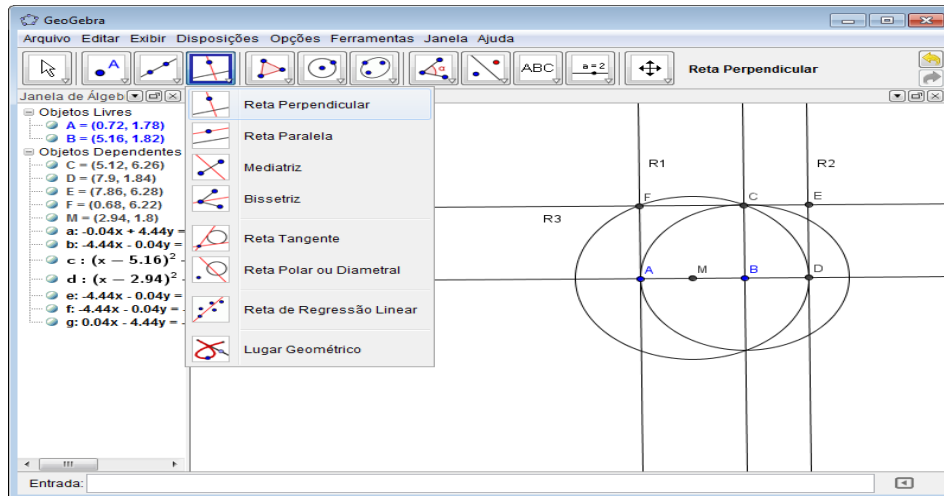 GeoGebra
Arquivo Editar Exibir Disposições Opções Ferramentas Janela Ajuda
A
ABC
a = 2
Reta Perpendicular
Janela de Álgeb
Objetos Livres
A = (0.72, 1.78)
B = (5.16, 1.82)
Objetos Dependentes
C = (5.12, 6.26)
D = (7.9, 1.84)
E = (7.86, 6.28)
F = (0.68, 6.22)
M = (2.94, 1.8)
a: -0.04x + 4.44y =
b: -4.44x - 0.04y =
c : (x − 5.16)²
d : (x − 2.94)²
e: -4.44x - 0.04y =
f: -4.44x - 0.04y =
g: 0.04x - 4.44y =
Reta Perpendicular
Reta Paralela
Mediatriz
Bissetriz
Reta Tangente
Reta Polar ou Diametral
Reta de Regressão Linear
Lugar Geométrico
R1
R2
F
C
E
R3
A
M
B
D
Entrada: